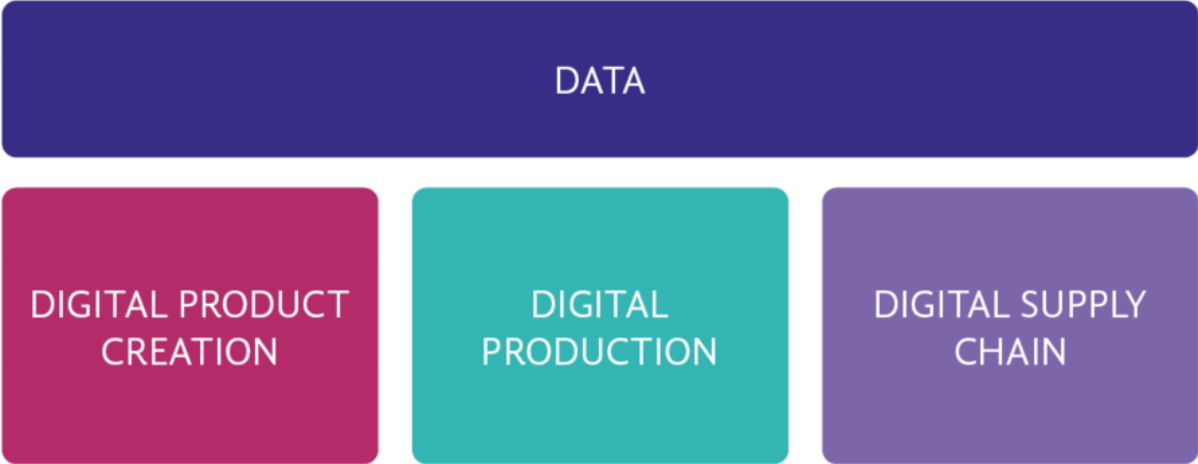 DATA
DIGITAL PRODUCT
CREATION
DIGITAL
PRODUCTION
DIGITAL SUPPLY
CHAIN